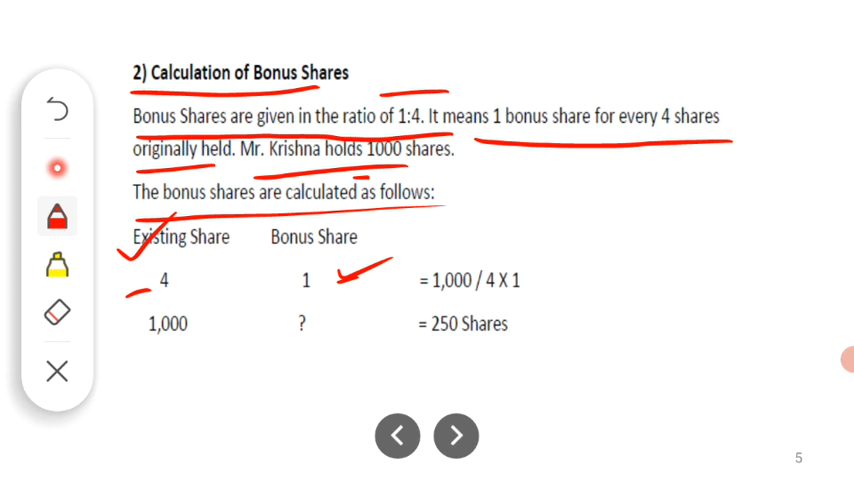 2) Calculation of Bonus Shares
Bonus Shares are given in the ratio of 1:4. It means 1 bonus share for every 4 shares
originally held. Mr. Krishna holds 1000 shares.
The bonus shares are calculated as follows:
Existing Share Bonus Share
4 1 = 1,000 / 4 X 1
1,000 ? = 250 Shares
5